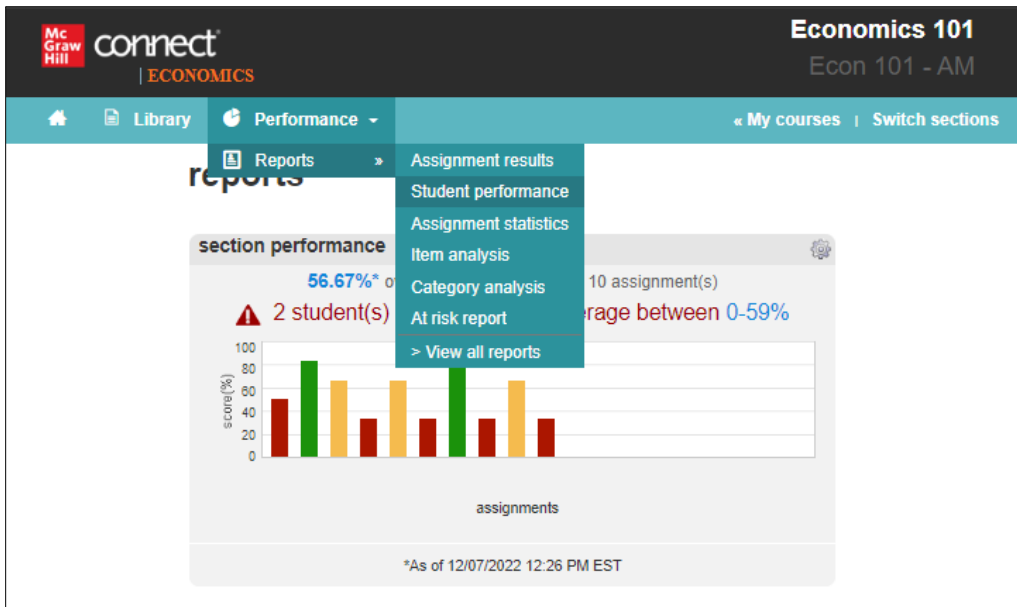 Mc
Graw
Hill
connect
| ECONOMICS
Economics 101
Econ 101 - AM
Library
Performance
« My courses | Switch sections
Reports »
Assignment results
Student performance
Assignment statistics
Item analysis
Category analysis
At risk report
> View all reports
reports
section performance
56.67%* 10 assignment(s)
2 student(s) between 0-59%
100
80
60
40
20
0
score(%)
assignments
*As of 12/07/2022 12:26 PM EST